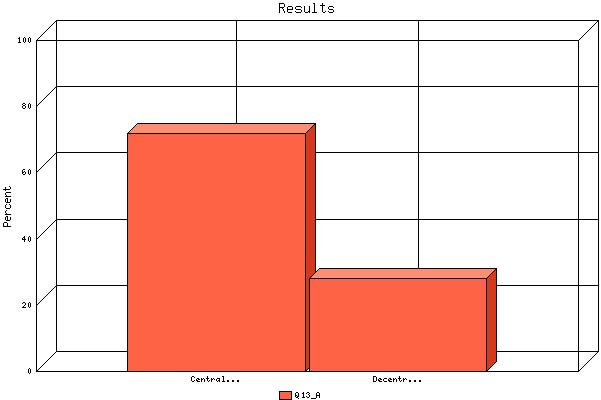 Results
100
80
60
40
20
0
Percent
Central...
Decentr...
Q13_A